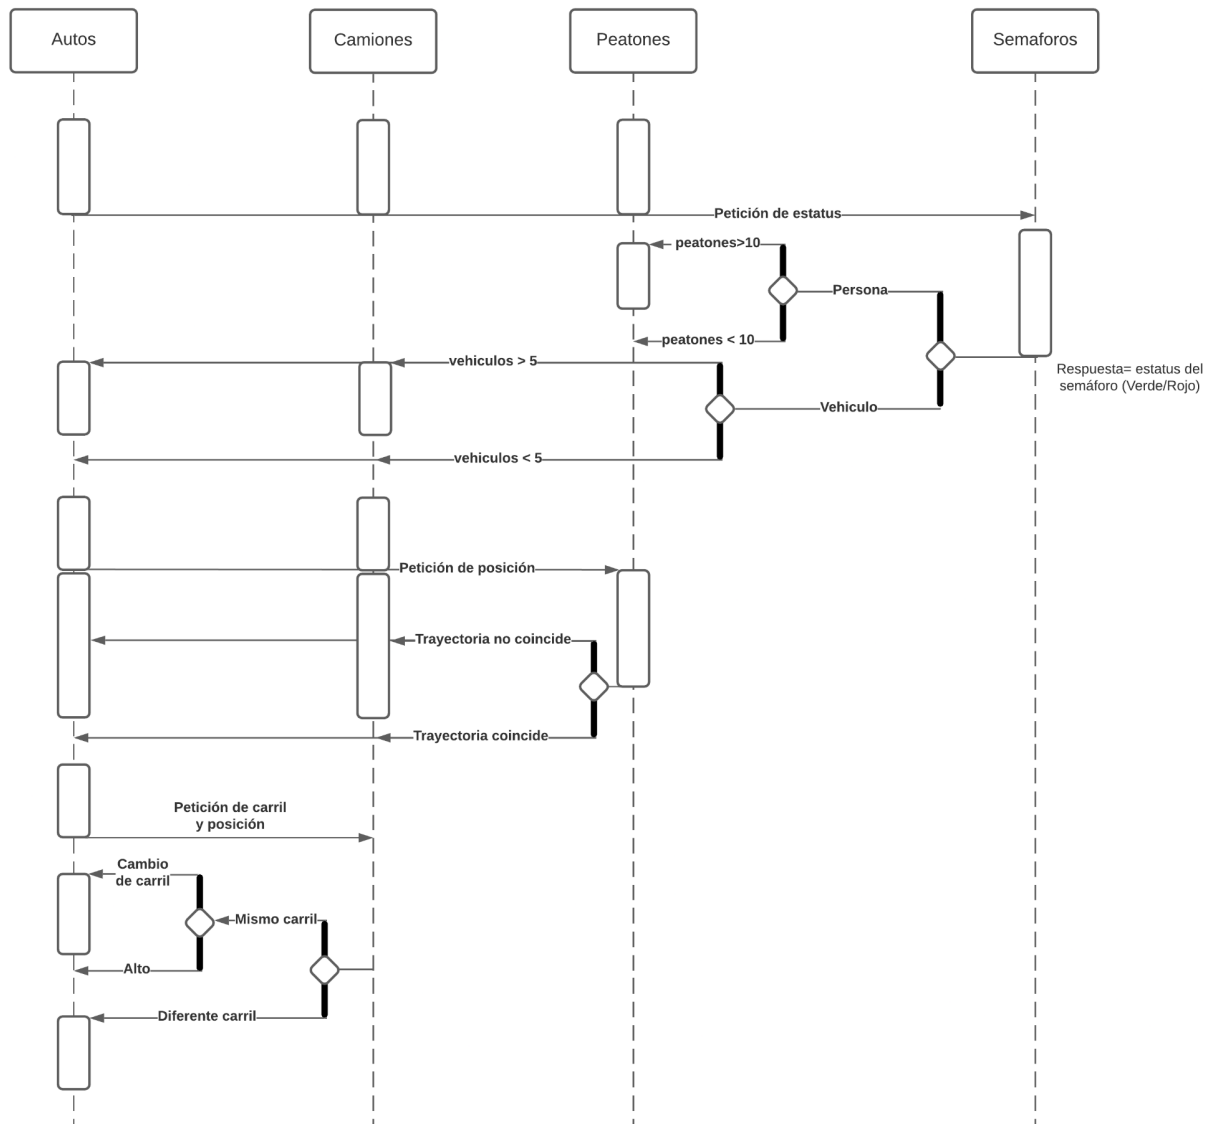 Autos
Camiones
Peatones
Semaforos
Petición de estatus
peatones>10
Persona
peatones < 10
vehiculos > 5
Respuesta= estatus del
semáforo (Verde/Rojo)
Vehiculo
vehiculos < 5
Petición de posición
Trayectoria no coincide
Trayectoria coincide
Petición de carril
y posición
Cambio
de carril
Mismo carril
Alto
Diferente carril